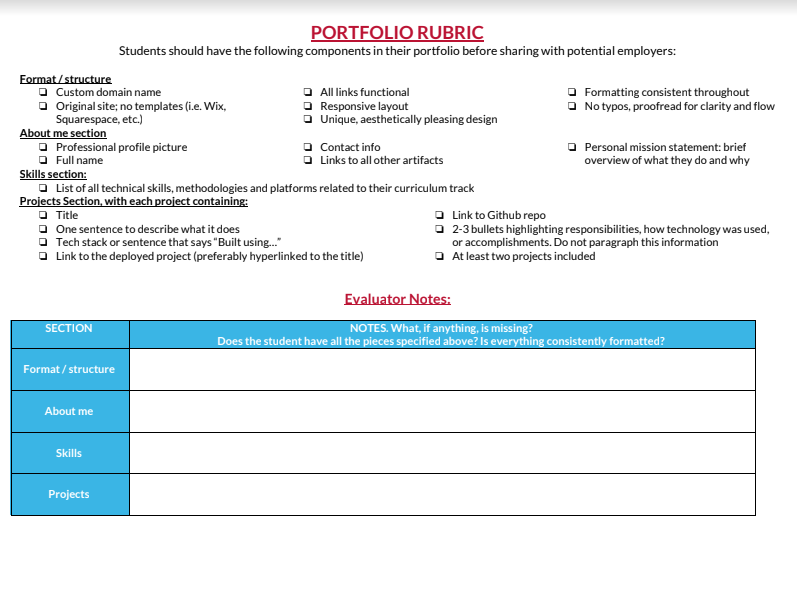 PORTFOLIO RUBRIC
Students should have the following components in their portfolio before sharing with potential employers:
Format / structure
❏ Custom domain name
❏ Original site; no templates (i.e. Wix,
Squarespace, etc.)
❏ All links functional
❏ Responsive layout
❏ Unique, aesthetically pleasing design
❏ Formatting consistent throughout
❏ No typos, proofread for clarity and flow
About me section
❏ Professional profile picture
❏ Full name
❏ Contact info
❏ Links to all other artifacts
❏ Personal mission statement: brief
overview of what they do and why
Skills section:
❏ List of all technical skills, methodologies and platforms related to their curriculum track
Projects Section, with each project containing:
❏ Title
❏ One sentence to describe what it does
❏ Tech stack or sentence that says “Built using…”
❏ Link to the deployed project (preferably hyperlinked to the title)
❏ Link to Github repo
❏ 2-3 bullets highlighting responsibilities, how technology was used,
or accomplishments. Do not paragraph this information
❏ At least two projects included
Evaluator Notes:
SECTION
NOTES. What, if anything, is missing?
Does the student have all the pieces specified above? Is everything consistently formatted?
Format / structure
About me
Skills
Projects